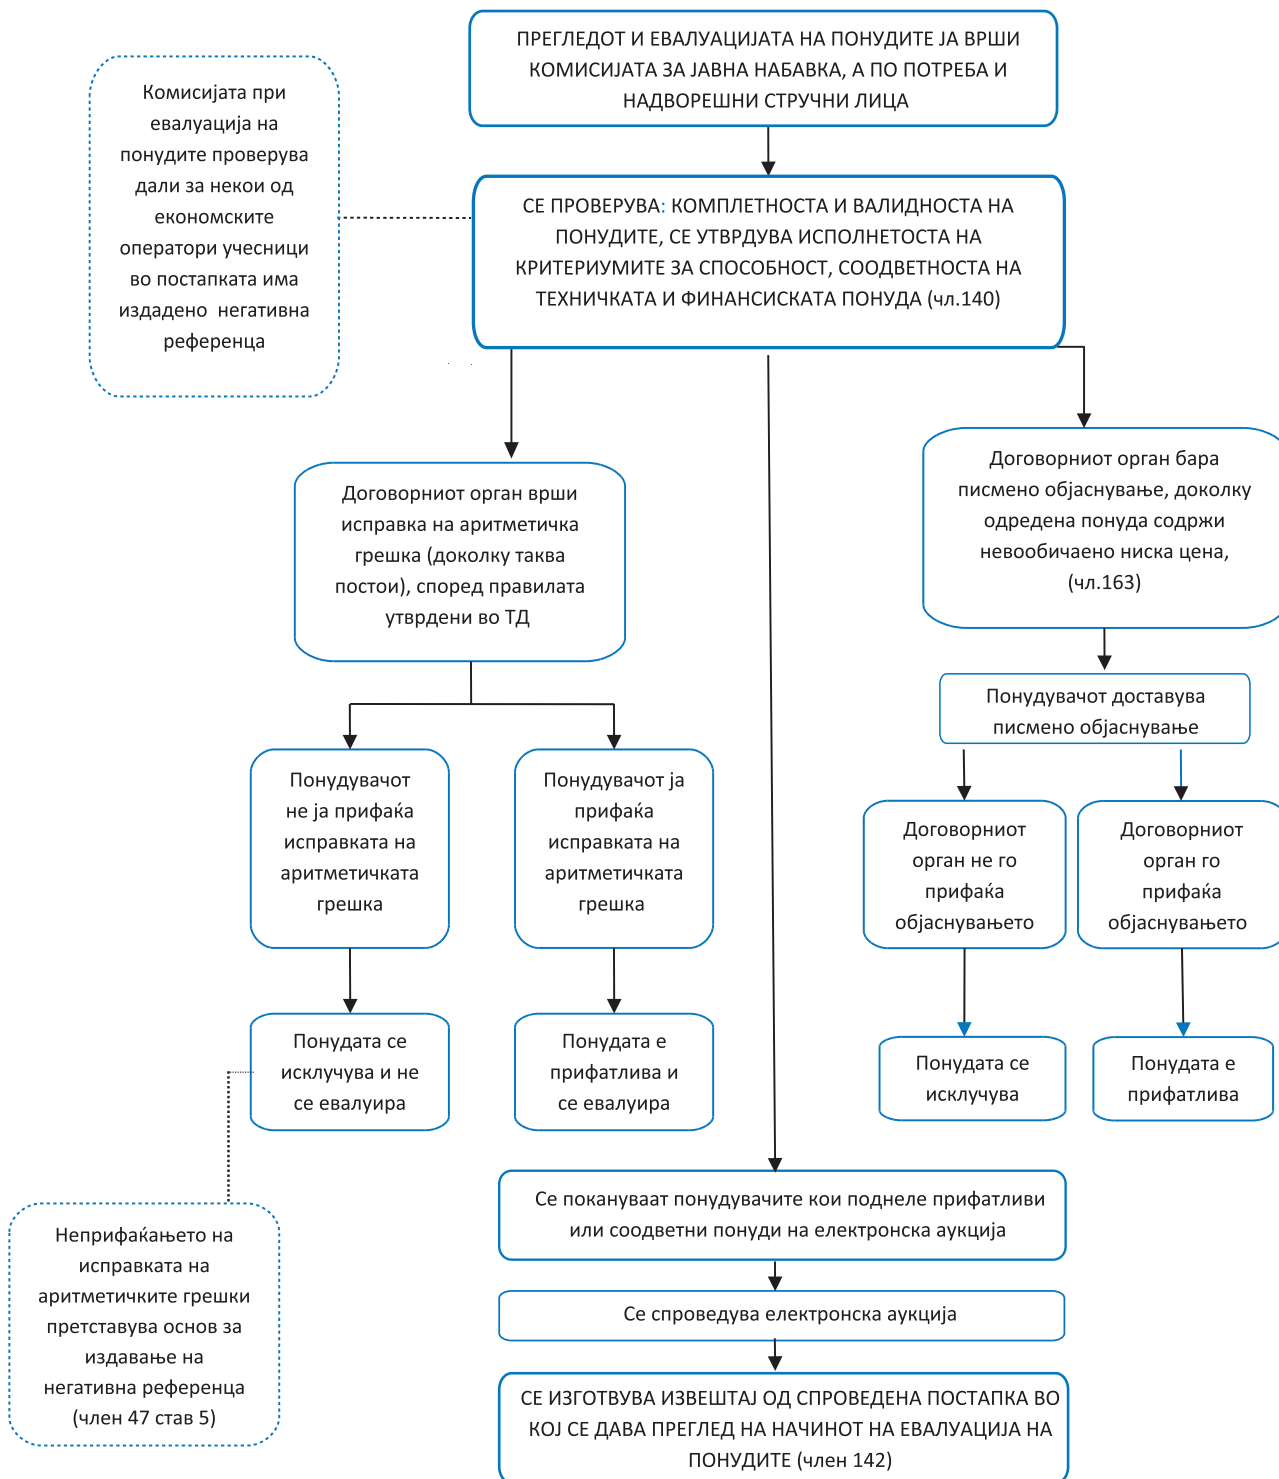 ПРЕГЛЕДОТ И ЕВАЛУАЦИЈАТА НА ПОНУДИТЕ ЈА ВРШИ
КОМИСИЈАТА ЗА ЈАВНА НАБАВКА, А ПО ПОТРЕБА И
НАДВОРЕШНИ СТРУЧНИ ЛИЦА
Комисијата при
евалуација на
понудите проверува
дали за некои од
економските
оператори учесници
во постапката има
издадено негативна
референца
СЕ ПРОВЕРУВА: КОМПЛЕТНОСТА И ВАЛИДНОСТА НА
ПОНУДИТЕ, СЕ УТВРДУВА ИСПОЛНЕТОСТА НА
КРИТЕРИУМИТЕ ЗА СПОСОБНОСТ, СООДВЕТНОСТА НА
ТЕХНИЧКАТА И ФИНАНСИСКАТА ПОНУДА (чл.140)
Договорниот орган врши
исправка на аритметичка
грешка (доколку таква
постои), според правилата
утврдени во ТД
Договорниот орган бара
писмено објаснување, доколку
одредена понуда содржи
невообичаено ниска цена,
(чл.163)
Понудувачот доставува
писмено објаснување
Понудувачот
не ја прифаќа
исправката на
аритметичката
грешка
Понудувачот ја
прифаќа
исправката на
аритметичката
грешка
Договорниот
орган не го
прифаќа
објаснувањето
Договорниот
орган го
прифаќа
објаснувањето
Понудата се
исклучува и не
се евалуира
Понудата е
прифатлива и
се евалуира
Понудата се
исклучува
Понудата е
прифатлива
Се покануваат понудувачите кои поднеле прифатливи
или соодветни понуди на електронска аукција
Неприфаќањето на
исправката на
аритметичките грешки
претставува основ за
издавање на
негативна референца
(член 47 став 5)
Се спроведува електронска аукција
СЕ ИЗГОТВУВА ИЗВЕШТАЈ ОД СПРОВЕДЕНА ПОСТАПКА ВО
КОЈ СЕ ДАВА ПРЕГЛЕД НА НАЧИНОТ НА ЕВАЛУАЦИЈА НА
ПОНУДИТЕ (член 142)